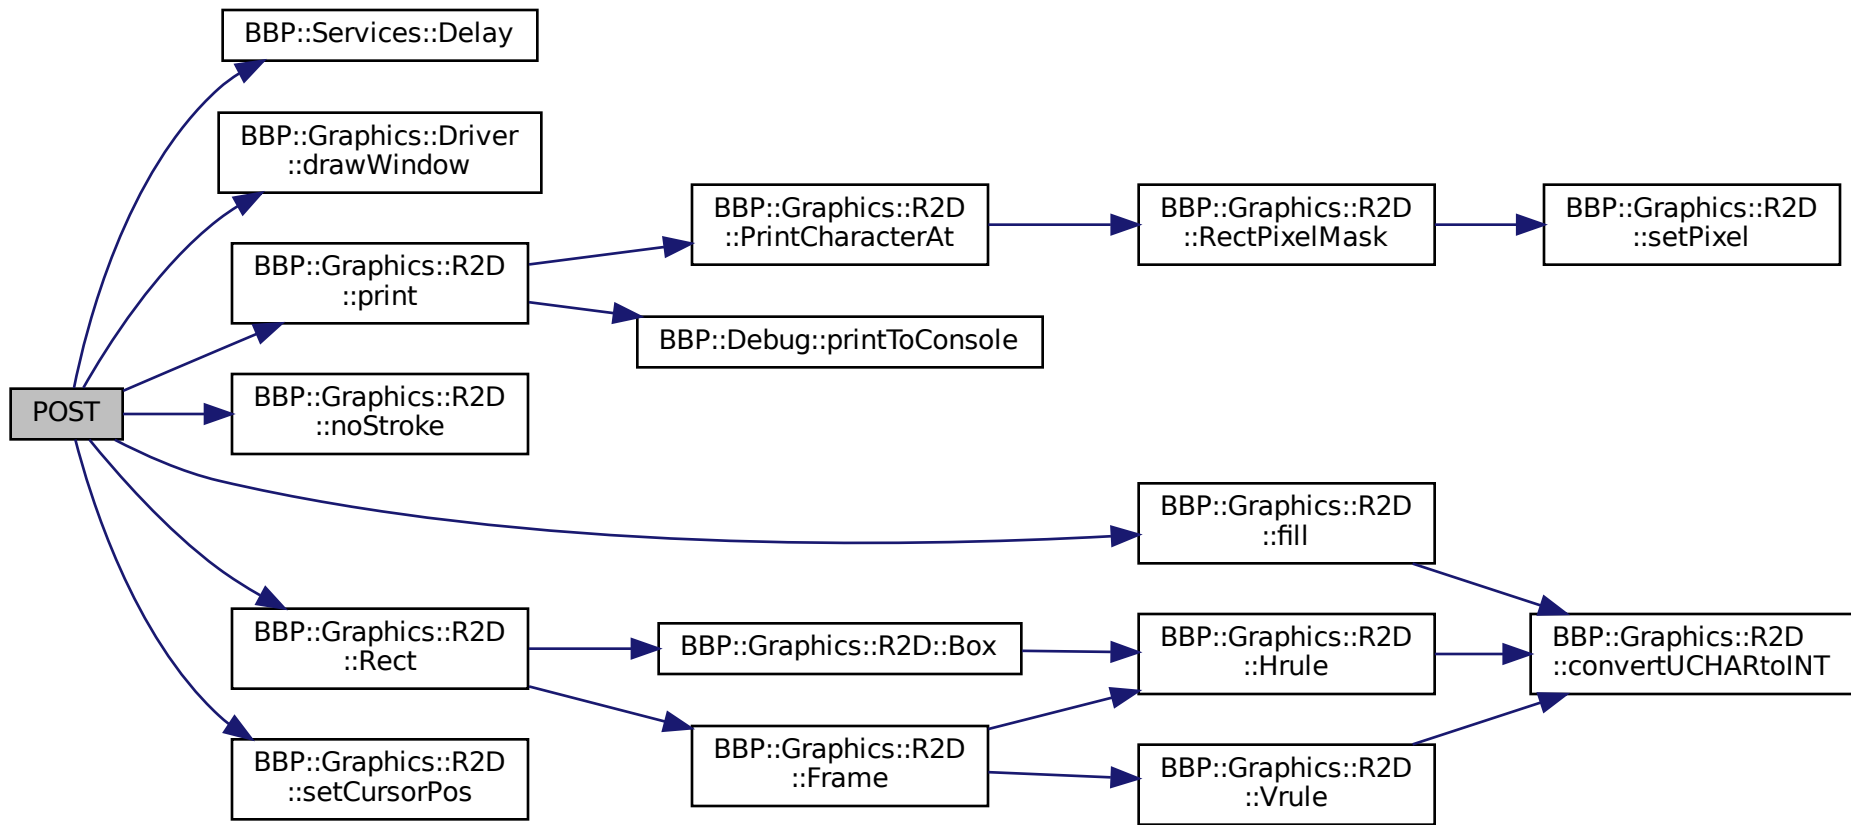 BBP::Services::Delay
BBP::Graphics::Driver
::drawWindow
BBP::Graphics::R2D
::print
BBP::Graphics::R2D
::PrintCharacterAt
BBP::Graphics::R2D
::RectPixelMask
BBP::Graphics::R2D
::setPixel
BBP::Debug::printToConsole
POST
BBP::Graphics::R2D
::noStroke
BBP::Graphics::R2D
::fill
BBP::Graphics::R2D
::Rect
BBP::Graphics::R2D::Box
BBP::Graphics::R2D
::Hrule
BBP::Graphics::R2D
::convertUCHARtoINT
BBP::Graphics::R2D
::setCursorPos
BBP::Graphics::R2D
::Frame
BBP::Graphics::R2D
::Vrule